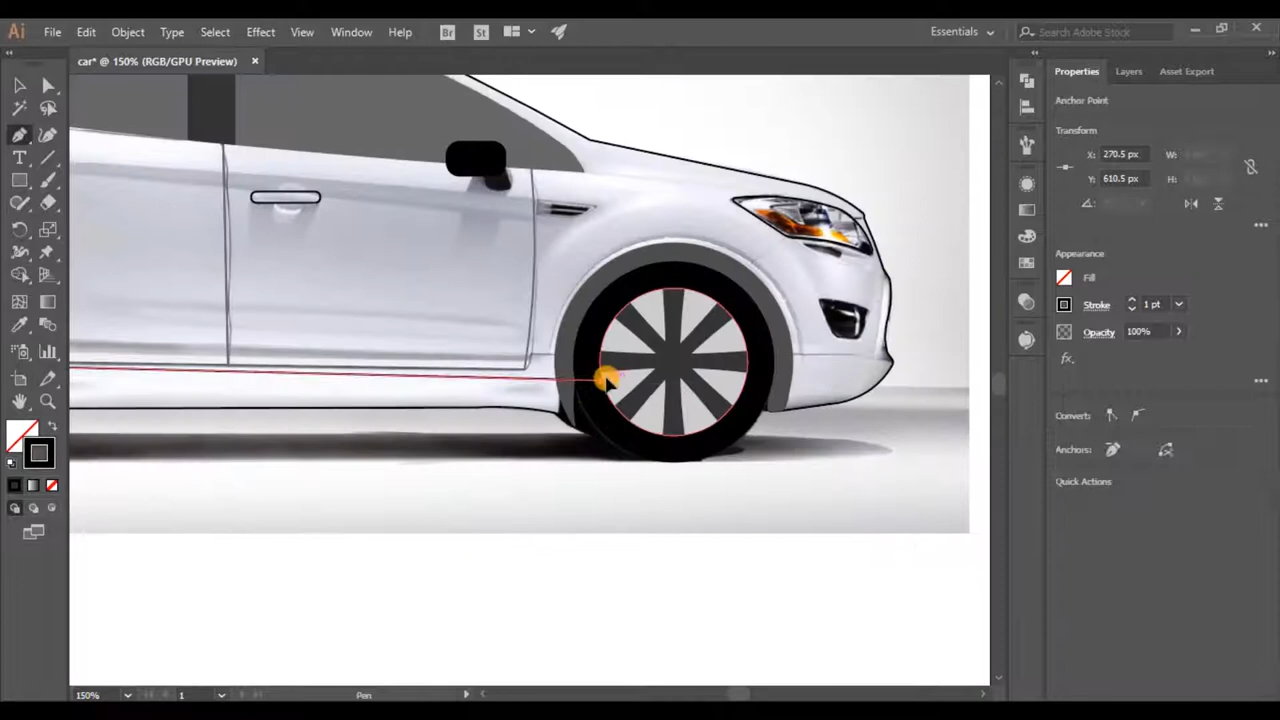 Ai File Edit Object Type Select Effect View Window Help Br St Essentials Search Adobe Stock
car* @ 150% (RGB/GPU Preview) ×
Properties Layers Asset Export
Anchor Point
Transform
X: 270.5 px W:
Y: 610.5 px H:
Appearance
Fill
Stroke 1 pt
Opacity 100%
fx.
Converts:
Anchors:
Quick Actions
150% 1 Pen